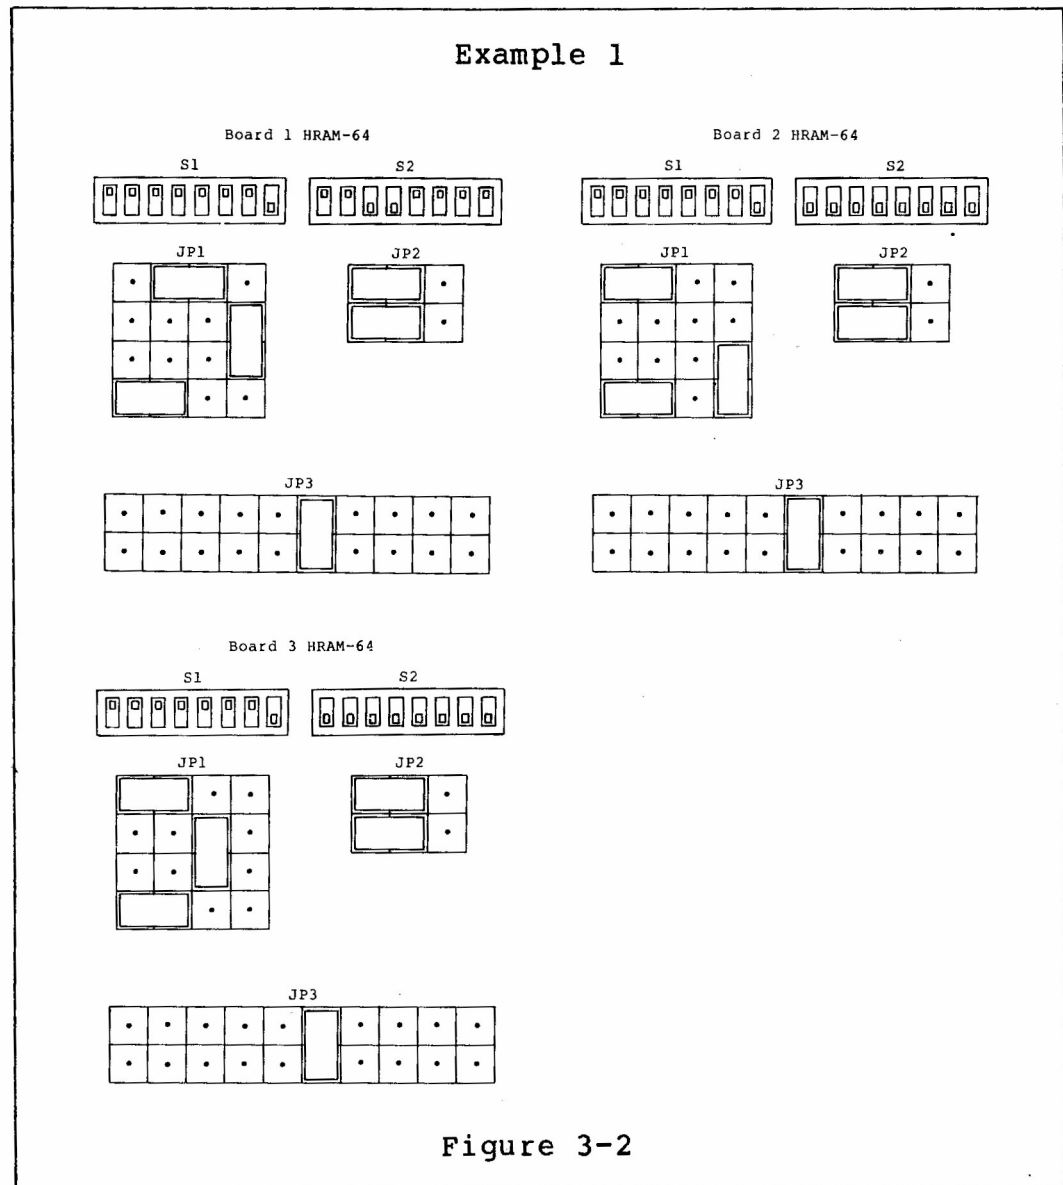 Example 1
Board 1 HRAM-64
Board 2 HRAM-64
S1
S2
S1
S2
JP1
JP2
JP1
JP2
JP3
JP3
Board 3 HRAM-64
S1
S2
JP1
JP2
JP3
Figure 3-2